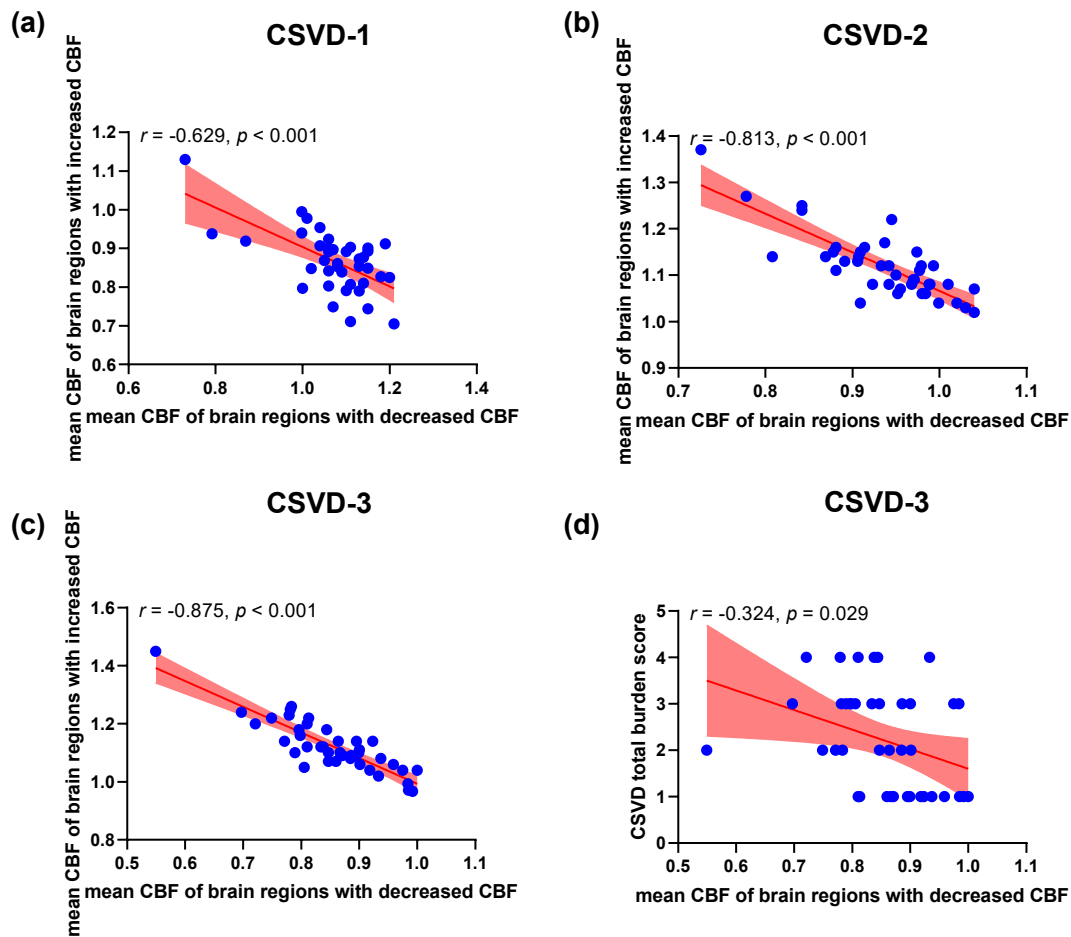 (a)
CSVD-1
mean CBF of brain regions with increased CBF
r = -0.629, p < 0.001
1.2
1.1
1.0
0.9
0.8
0.7
0.6
0.6
0.8
1.0
1.2
1.4
mean CBF of brain regions with decreased CBF
(b)
CSVD-2
mean CBF of brain regions with increased CBF
r = -0.813, p < 0.001
1.4
1.3
1.2
1.1
1.0
0.9
0.7
0.8
0.9
1.0
1.1
mean CBF of brain regions with decreased CBF
(c)
CSVD-3
mean CBF of brain regions with increased CBF
r = -0.875, p < 0.001
1.6
1.4
1.2
1.0
0.8
0.5
0.6
0.7
0.8
0.9
1.0
1.1
mean CBF of brain regions with decreased CBF
(d)
CSVD-3
CSVD total burden score
r = -0.324, p = 0.029
5
4
3
2
1
0
0.5
0.6
0.7
0.8
0.9
1.0
1.1
mean CBF of brain regions with decreased CBF